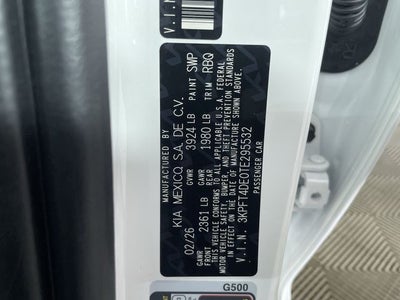 V.I.N
MANUFACTURED BY
KIA MEXICO, S.A. DE C.V.
02/26 GVWR 3924 LB PAINT SWP
GAWR FRONT 2361 LB GAWR REAR 1980 LB TRIM RBQ
THIS VEHICLE CONFORMS TO ALL APPLICABLE U.S.A. FEDERAL
MOTOR VEHICLE SAFETY, BUMPER, AND THEFT PREVENTION STANDARDS
IN EFFECT ON THE DATE OF MANUFACTURE SHOWN ABOVE.
V.I.N. 3KPFT4DE0TE295532
PASSENGER CAR
G500